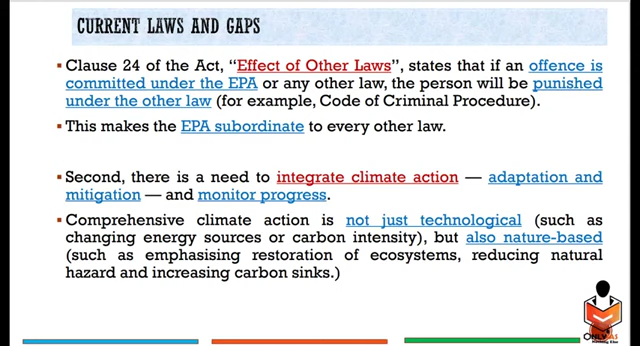 CURRENT LAWS AND GAPS
▪ Clause 24 of the Act, “Effect of Other Laws”, states that if an offence is
committed under the EPA or any other law, the person will be punished
under the other law (for example, Code of Criminal Procedure).
▪ This makes the EPA subordinate to every other law.
▪ Second, there is a need to integrate climate action — adaptation and
mitigation — and monitor progress.
▪ Comprehensive climate action is not just technological (such as
changing energy sources or carbon intensity), but also nature-based
(such as emphasising restoration of ecosystems, reducing natural
hazard and increasing carbon sinks.)
ONLY IAS